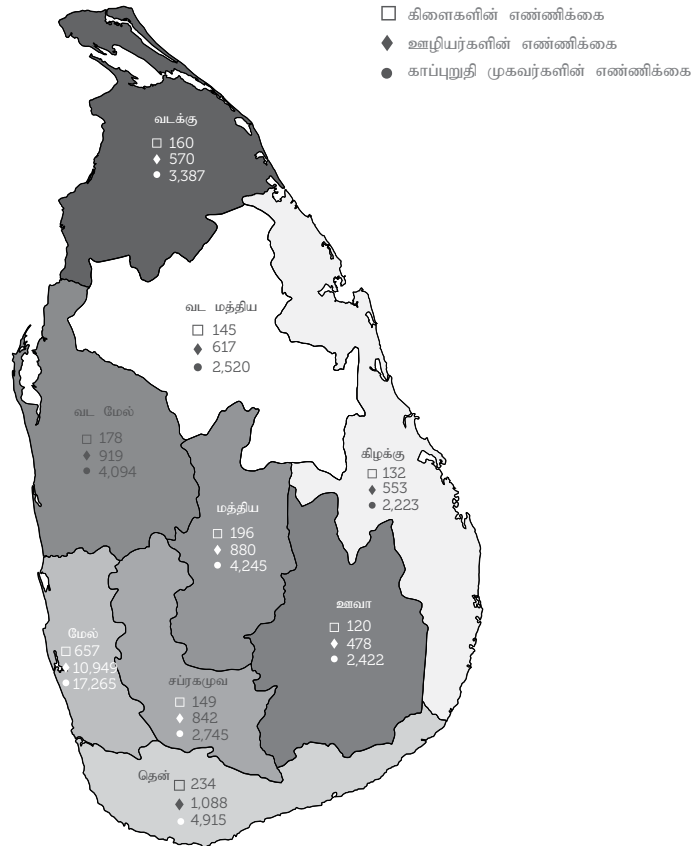 □ கிளைகளின் எண்ணிக்கை
◆ ஊழியர்களின் எண்ணிக்கை
● காப்புறுதி முகவர்களின் எண்ணிக்கை
வடக்கு
□ 160
◆ 570
● 3,387
வட மத்திய
□ 145
◆ 617
● 2,520
வட மேல்
□ 178
◆ 919
● 4,094
கிழக்கு
□ 132
◆ 553
● 2,223
மத்திய
□ 196
◆ 880
● 4,245
ஊவா
□ 120
◆ 478
● 2,422
மேல்
□ 657
◆ 10,949
● 17,265
சப்ரகமுவ
□ 149
◆ 842
● 2,745
தென்
□ 234
◆ 1,088
● 4,915